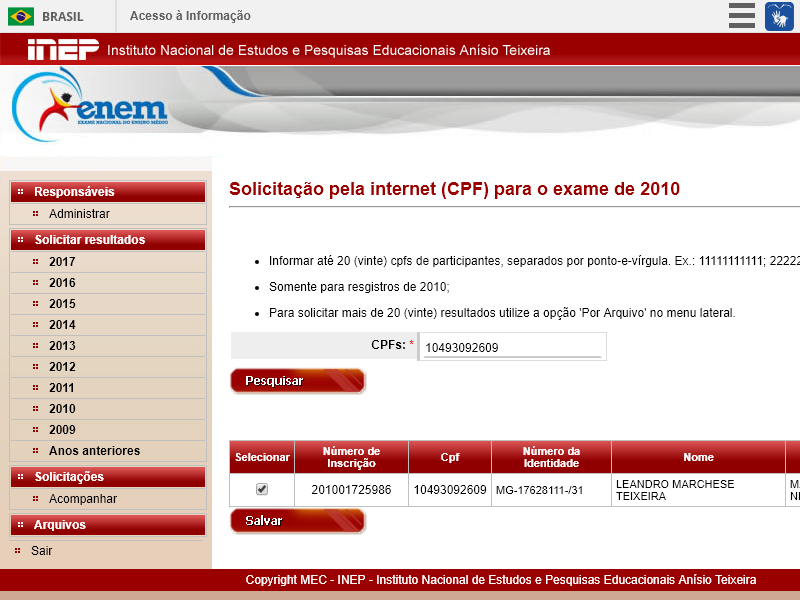 BRASIL
Acesso à Informação
inep Instituto Nacional de Estudos e Pesquisas Educacionais Anísio Teixeira
enem
EXAME NACIONAL DO ENSINO MÉDIO
Responsáveis
Administrar
Solicitar resultados
2017
2016
2015
2014
2013
2012
2011
2010
2009
Anos anteriores
Solicitações
Acompanhar
Arquivos
Sair
Solicitação pela internet (CPF) para o exame de 2010
Informar até 20 (vinte) cpfs de participantes, separados por ponto-e-vírgula. Ex.: 11111111111; 22222
Somente para resgistros de 2010;
Para solicitar mais de 20 (vinte) resultados utilize a opção 'Por Arquivo' no menu lateral.
CPFs: * 10493092609
Pesquisar
Selecionar Número de Inscrição Cpf Número da Identidade Nome
201001725986 10493092609 MG-17628111-/31 LEANDRO MARCHESE TEIXEIRA
Salvar
Copyright MEC - INEP - Instituto Nacional de Estudos e Pesquisas Educacionais Anísio Teixeira